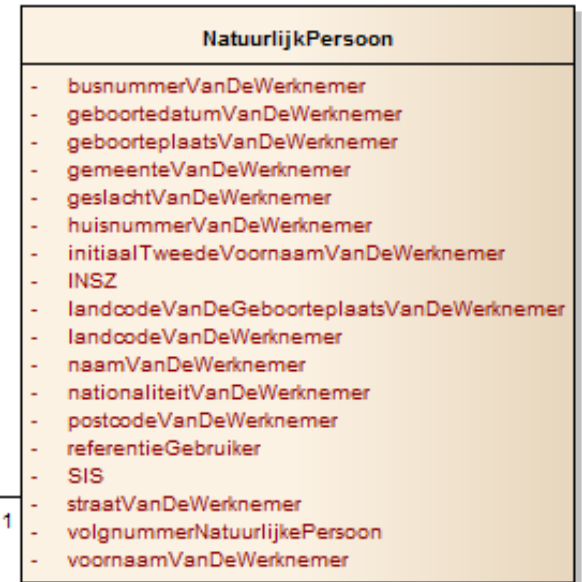 NatuurlijkPersoon
- busnummerVanDeWerknemer
- geboortedatumVanDeWerknemer
- geboorteplaatsVanDeWerknemer
- gemeenteVanDeWerknemer
- geslachtVanDeWerknemer
- huisnummerVanDeWerknemer
- initiaalTweedeVoornaamVanDeWerknemer
- INSZ
- landcodeVanDeGeboorteplaatsVanDeWerknemer
- landcodeVanDeWerknemer
- naamVanDeWerknemer
- nationaliteitVanDeWerknemer
- postcodeVanDeWerknemer
- referentieGebruiker
- SIS
- straatVanDeWerknemer
1
- volgnummerNatuurlijkePersoon
- voornaamVanDeWerknemer